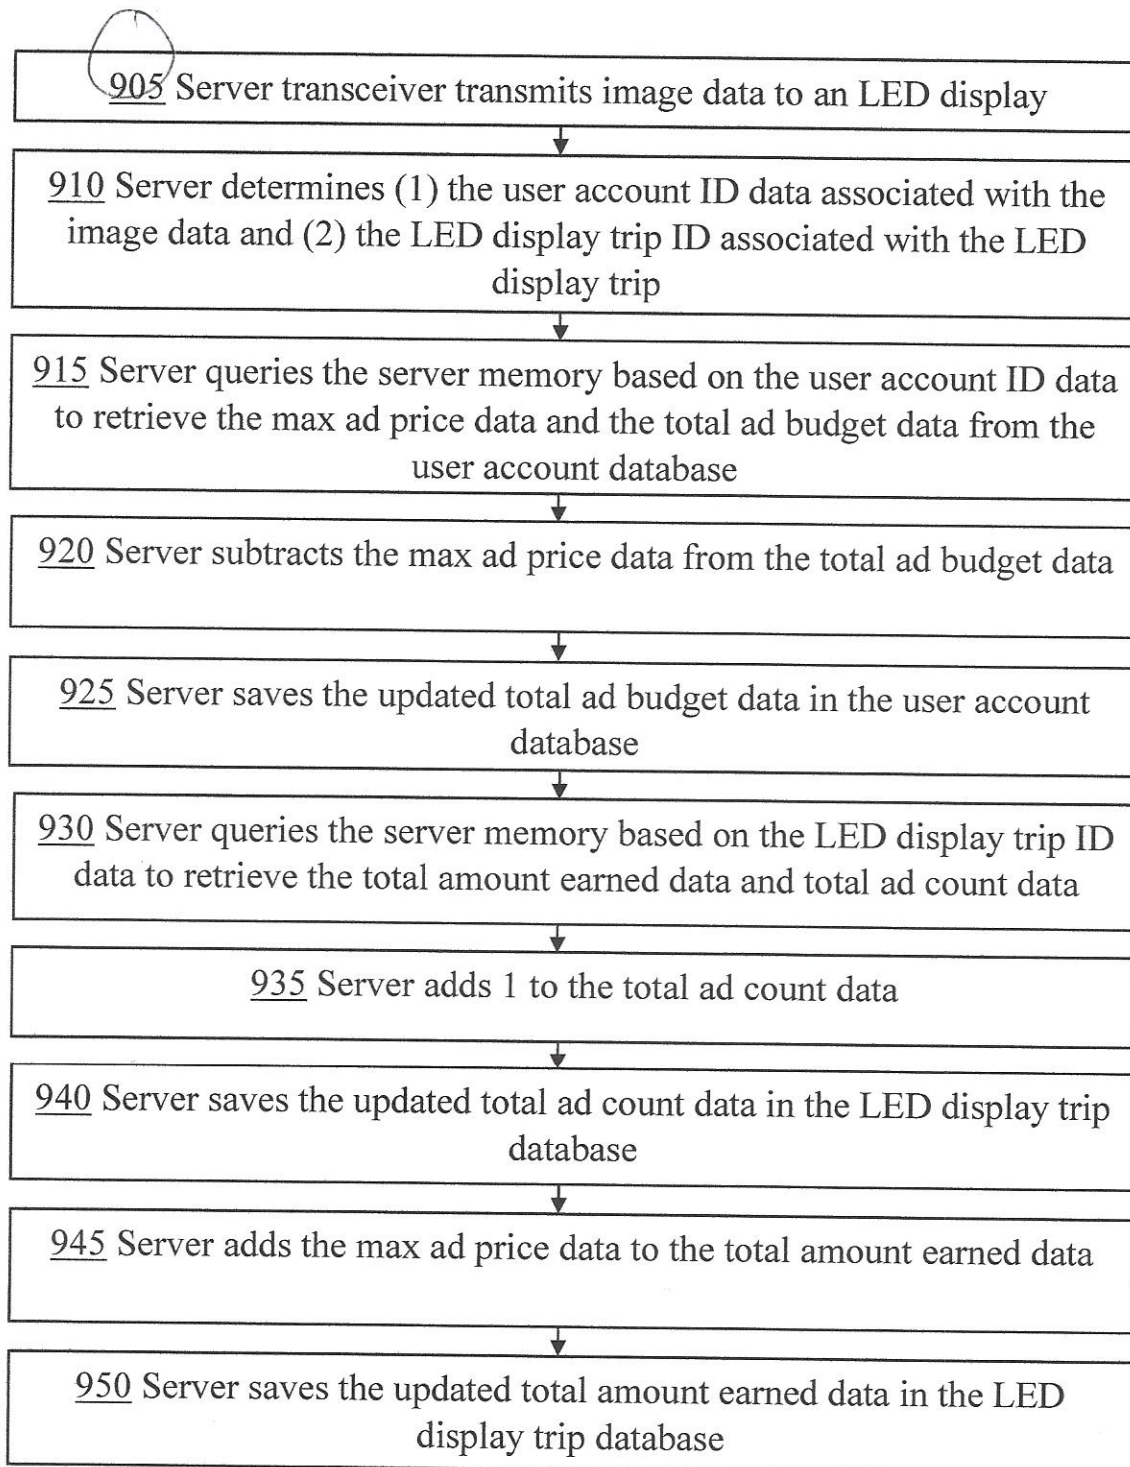 905 Server transceiver transmits image data to an LED display
910 Server determines (1) the user account ID data associated with the
image data and (2) the LED display trip ID associated with the LED
display trip
915 Server queries the server memory based on the user account ID data
to retrieve the max ad price data and the total ad budget data from the
user account database
920 Server subtracts the max ad price data from the total ad budget data
925 Server saves the updated total ad budget data in the user account
database
930 Server queries the server memory based on the LED display trip ID
data to retrieve the total amount earned data and total ad count data
935 Server adds 1 to the total ad count data
940 Server saves the updated total ad count data in the LED display trip
database
945 Server adds the max ad price data to the total amount earned data
950 Server saves the updated total amount earned data in the LED
display trip database